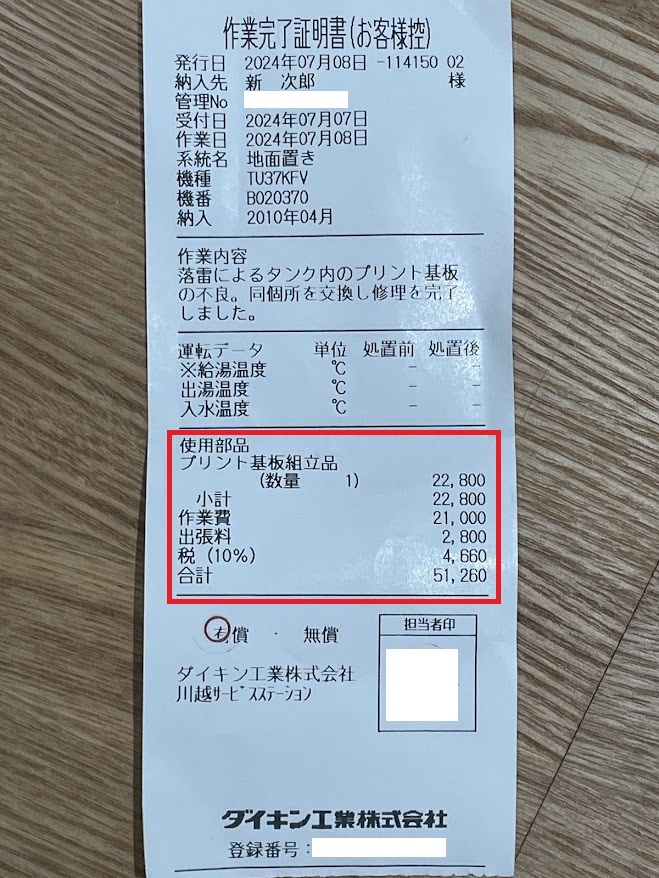 作業完了証明書(お客様控)
発行日 2024年07月08日 -114150 02
納入先 新 次郎 様
管理No
受付日 2024年07月07日
作業日 2024年07月08日
系統名 地面置き
機種 TU37KFV
機番 B020370
納入 2010年04月
作業内容
落雷によるタンク内のプリント基板
の不良。同個所を交換し修理を完了
しました。
運転データ 単位 処置前 処置後
※給湯温度 ℃ - -
出湯温度 ℃ - -
入水温度 ℃ - -
使用部品
プリント基板組立品
(数量 1) 22,800
小計 22,800
作業費 21,000
出張料 2,800
税(10%) 4,660
合計 51,260
有償 ・ 無償
担当者印
ダイキン工業株式会社
川越ｻｰﾋﾞｽｽﾃｰｼｮﾝ
ダイキン工業株式会社
登録番号: